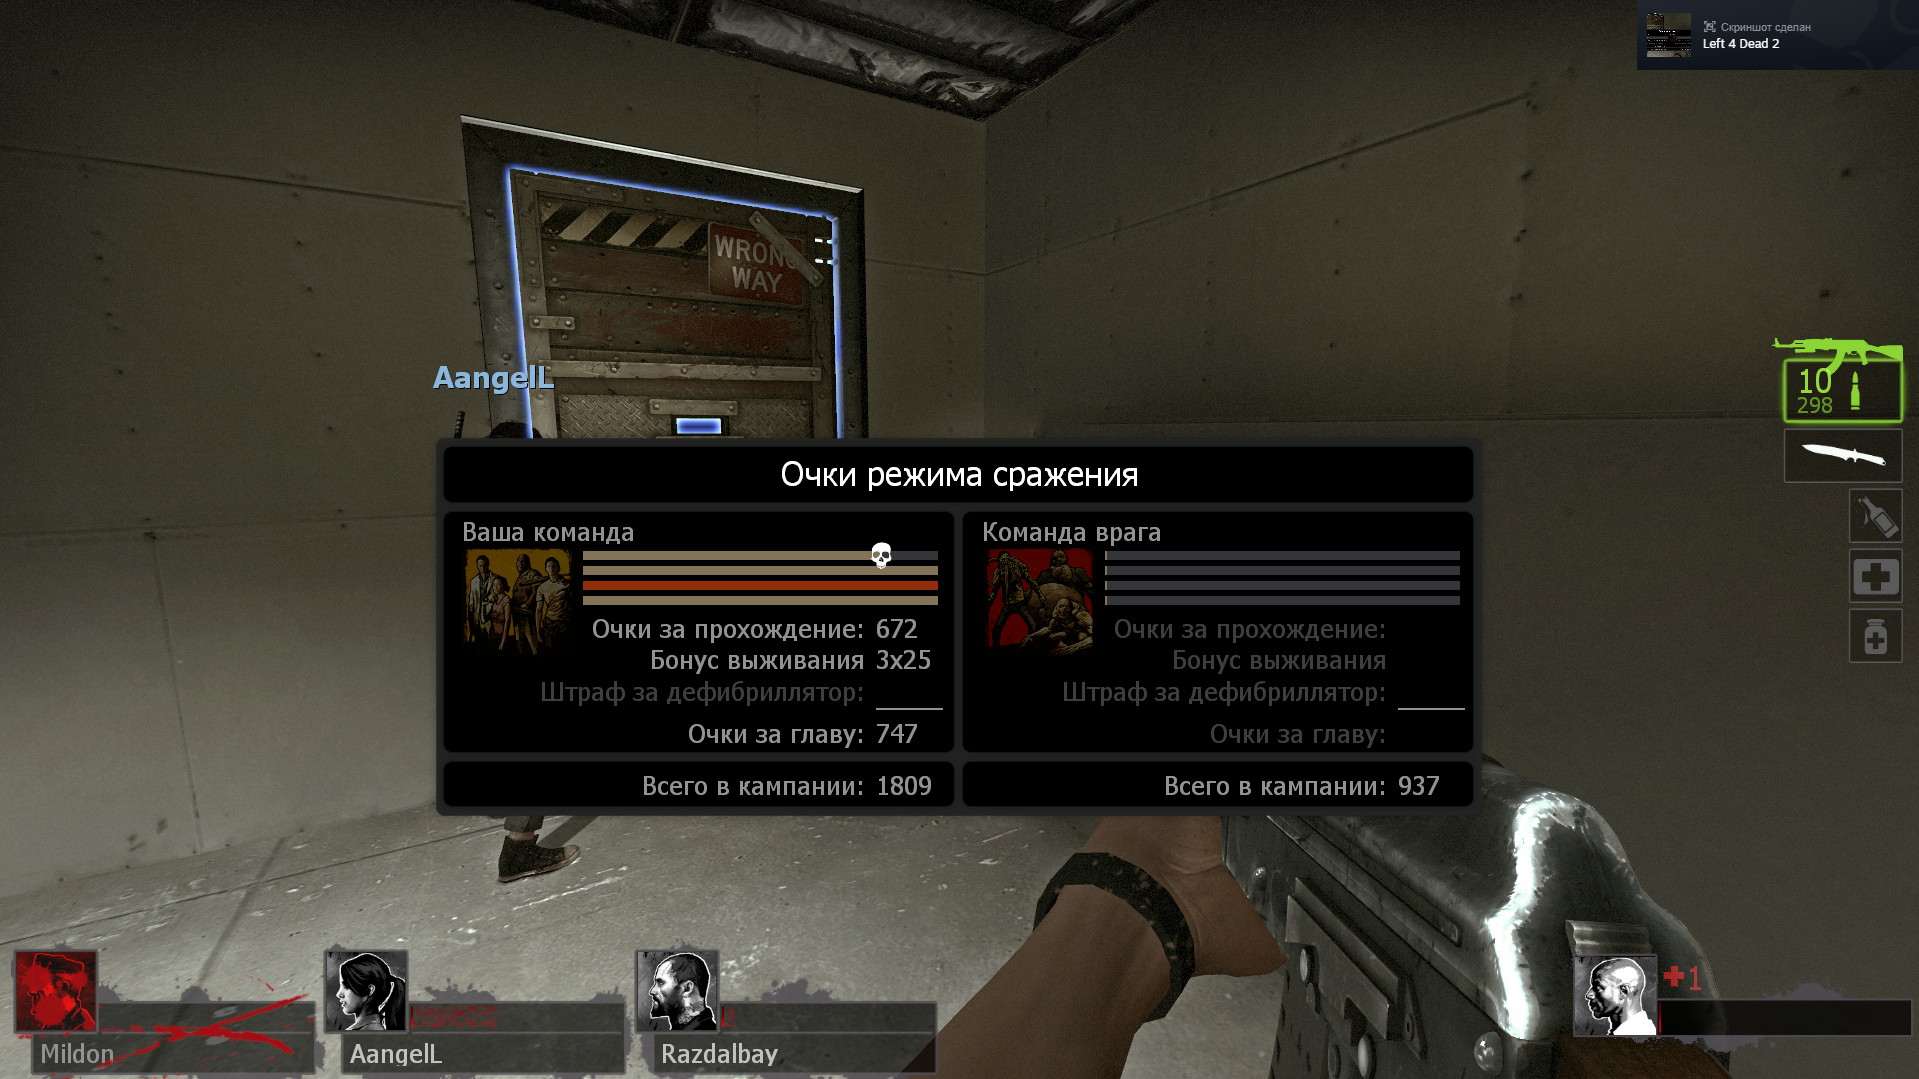 Скриншот сделан
Left 4 Dead 2
WRONG
WAY
AangelL
10
298
Очки режима сражения
Ваша команда
Очки за прохождение: 672
Бонус выживания 3x25
Штраф за дефибриллятор:
Очки за главу: 747
Всего в кампании: 1809
Команда врага
Очки за прохождение:
Бонус выживания
Штраф за дефибриллятор:
Очки за главу:
Всего в кампании: 937
Mildon
AangelL
Razdalbay
+1